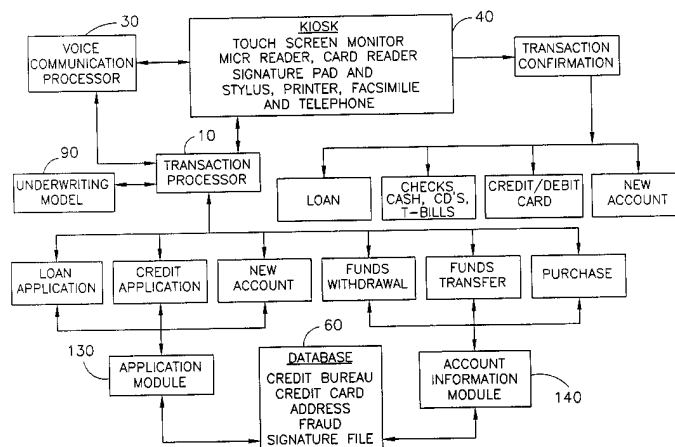 30
VOICE
COMMUNICATION
PROCESSOR
40
KIOSK
TOUCH SCREEN MONITOR
MICR READER, CARD READER
SIGNATURE PAD AND
STYLUS, PRINTER, FACSIMILIE
AND TELEPHONE
TRANSACTION
CONFIRMATION
90
UNDERWRITING
MODEL
10
TRANSACTION
PROCESSOR
LOAN
CHECKS
CASH, CD'S,
T-BILLS
CREDIT/DEBIT
CARD
NEW
ACCOUNT
LOAN
APPLICATION
CREDIT
APPLICATION
NEW
ACCOUNT
FUNDS
WITHDRAWAL
FUNDS
TRANSFER
PURCHASE
130
APPLICATION
MODULE
60
DATABASE
CREDIT BUREAU
CREDIT CARD
ADDRESS
FRAUD
SIGNATURE FILE
ACCOUNT
INFORMATION
MODULE
140